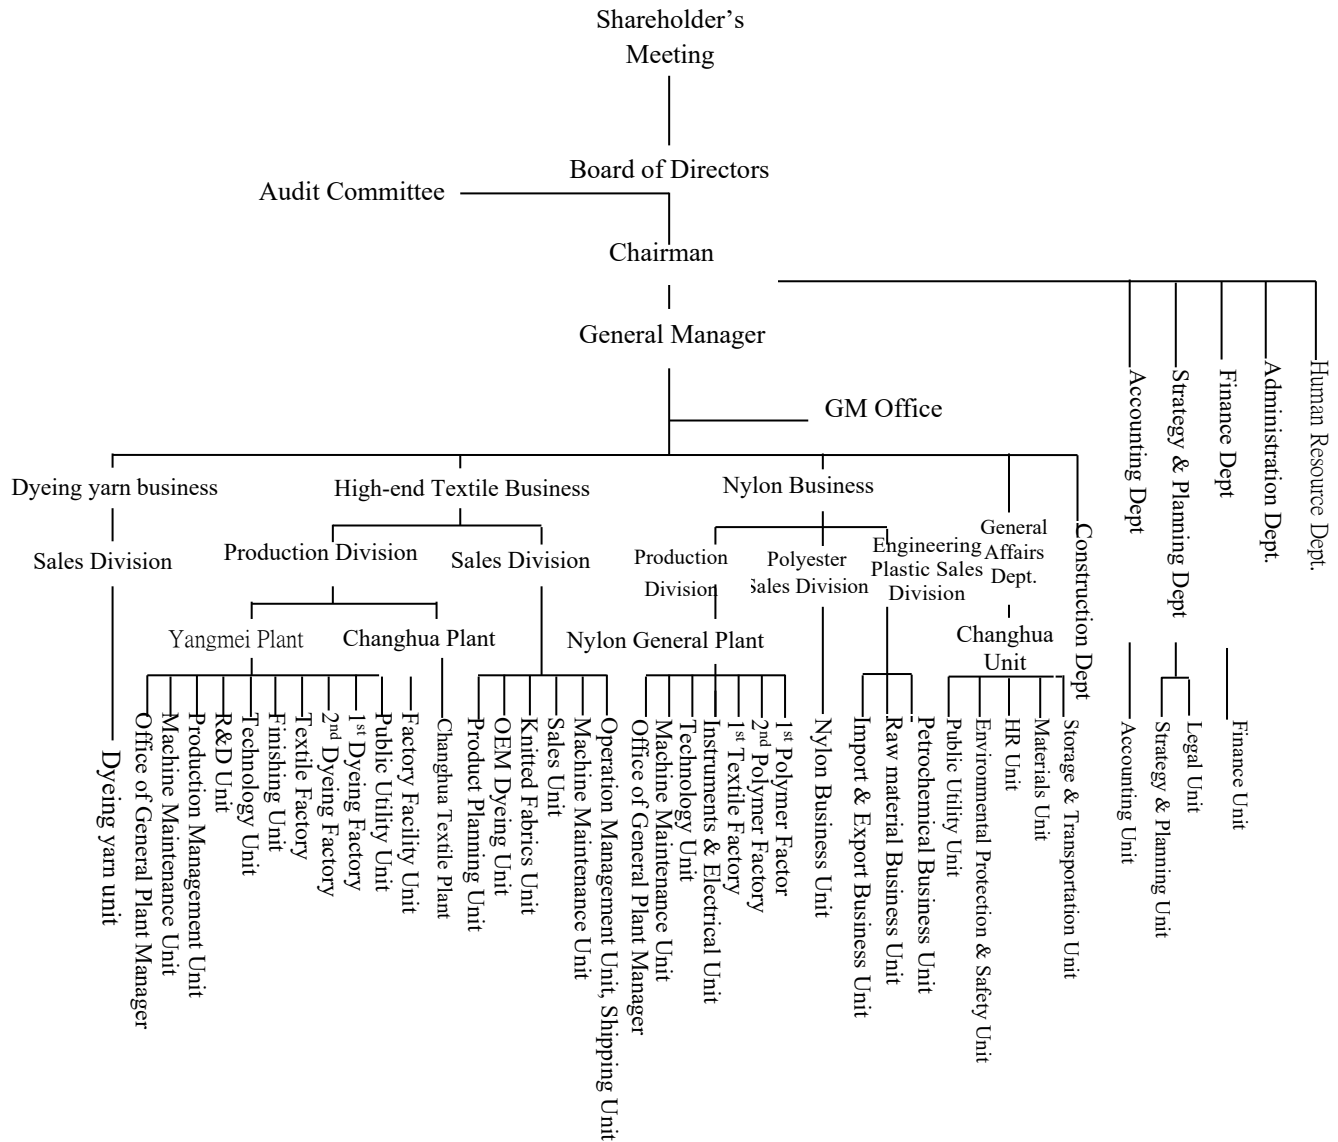 Shareholder’s
Meeting
Board of Directors
Audit Committee
Chairman
General Manager
GM Office
Accounting Dept
Strategy & Planning Dept
Finance Dept
Administration Dept.
Human Resource Dept.
Dyeing yarn business
High-end Textile Business
Nylon Business
General
Affairs
Dept.
Construction Dept
Sales Division
Production Division
Sales Division
Production
Division
Polyester
Sales Division
Engineering
Plastic Sales
Division
Yangmei Plant
Changhua Plant
Nylon General Plant
Changhua
Unit
Dyeing yarn unit
Office of General Plant Manager
Machine Maintenance Unit
Production Management Unit
R&D Unit
Technology Unit
Finishing Unit
Textile Factory
2nd Dyeing Factory
1st Dyeing Factory
Public Utility Unit
Factory Facility Unit
Changhua Textile Plant
Product Planning Unit
OEM Dyeing Unit
Knitted Fabrics Unit
Sales Unit
Machine Maintenance Unit
Operation Management Unit, Shipping Unit
Office of General Plant Manager
Machine Maintenance Unit
Technology Unit
Instruments & Electrical Unit
1st Textile Factory
2nd Polymer Factory
1st Polymer Factor
Nylon Business Unit
Import & Export Business Unit
Raw material Business Unit
Petrochemical Business Unit
Public Utility Unit
Environmental Protection & Safety Unit
HR Unit
Materials Unit
Storage & Transportation Unit
Accounting Unit
Strategy & Planning Unit
Legal Unit
Finance Unit